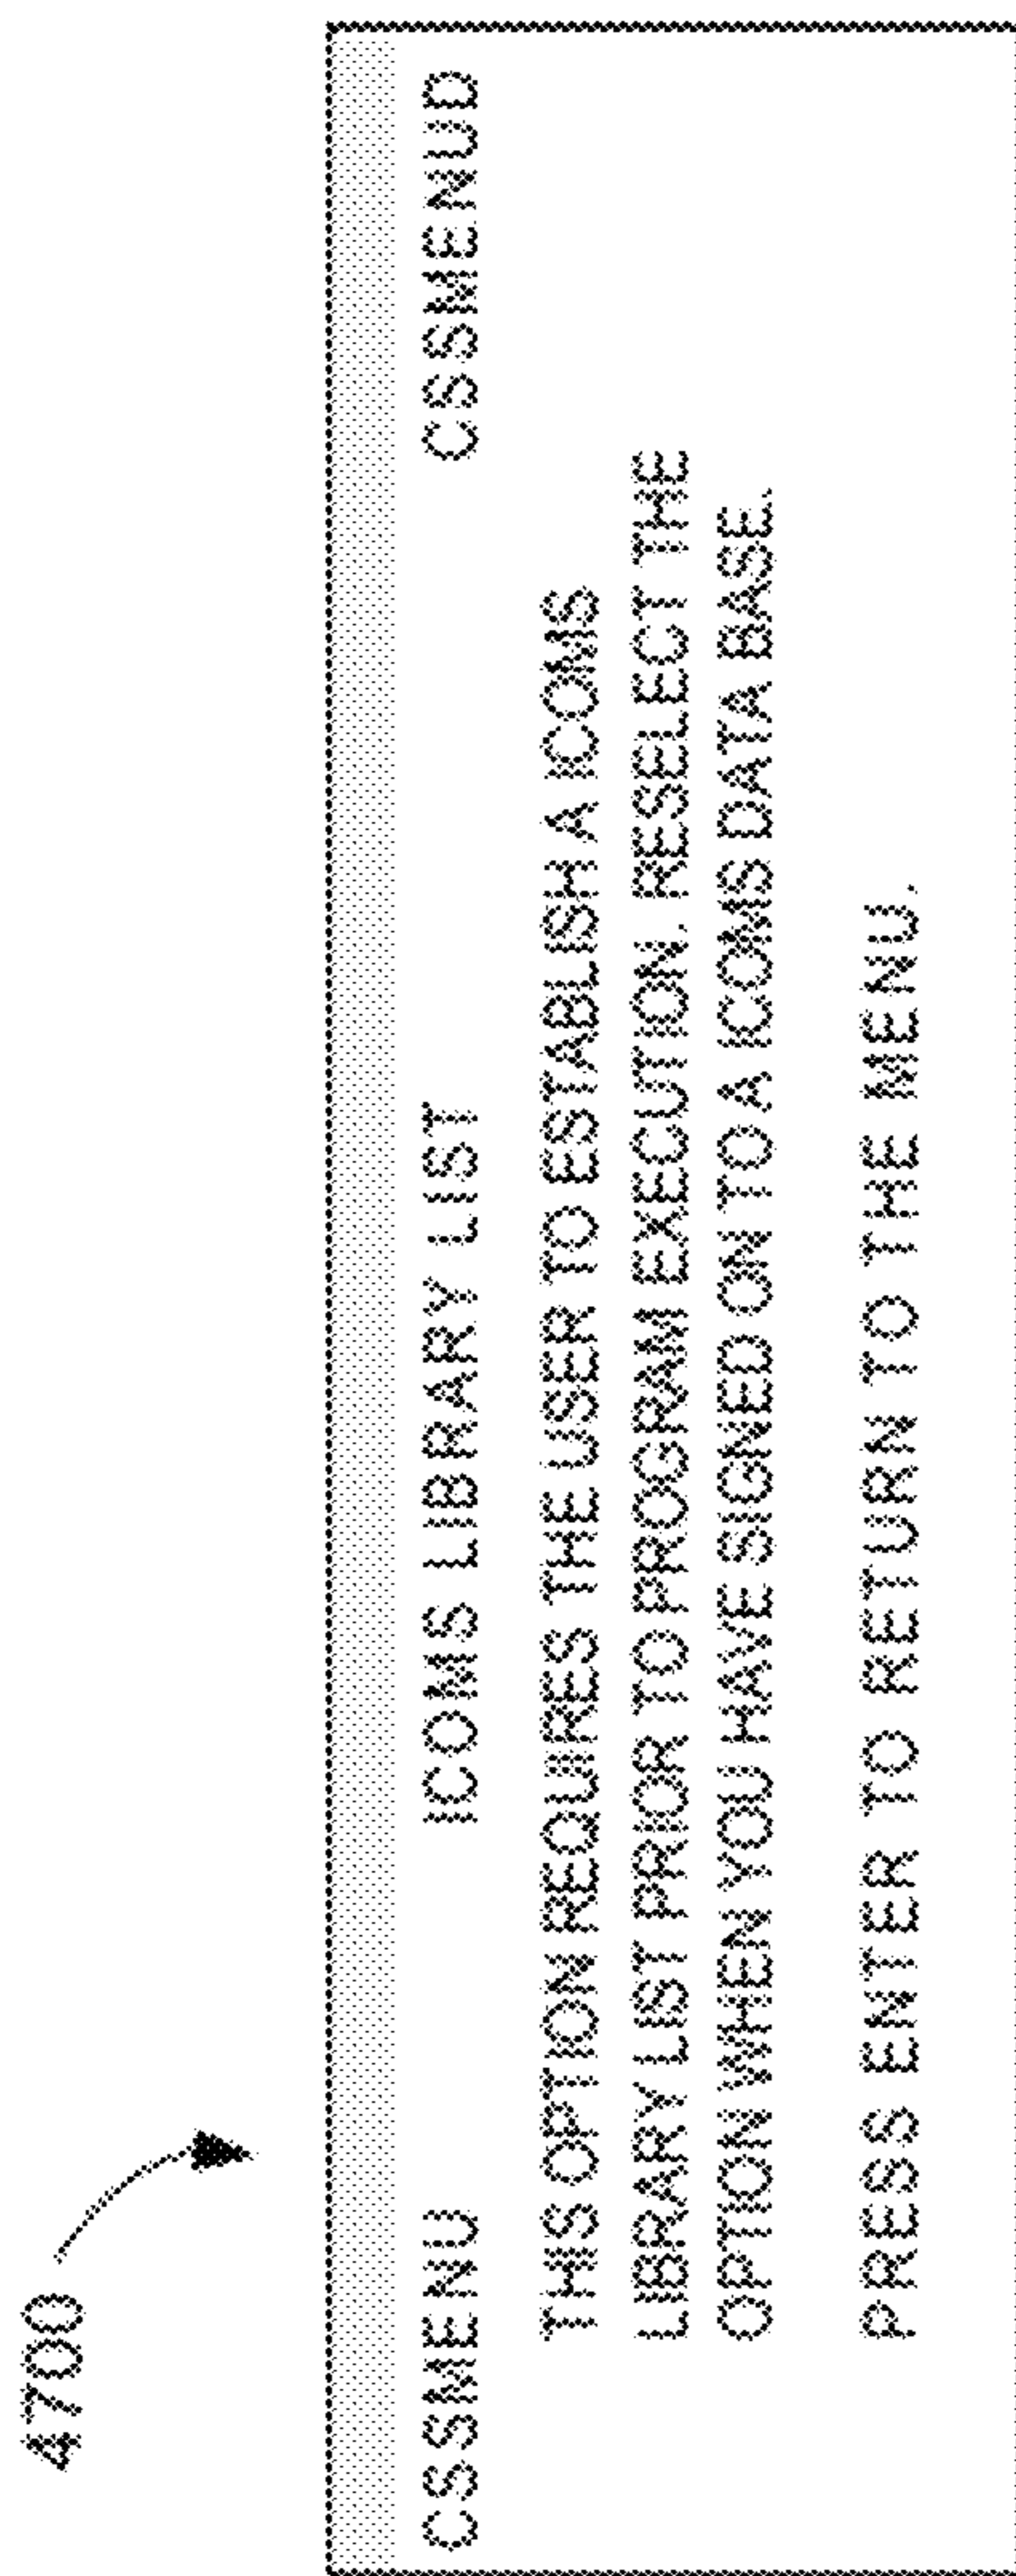 4700
CSSMENU ICOMS LIBRARY LIST CSSMENUD
THIS OPTION REQUIRES THE USER TO ESTABLISH A ICOMS
LIBRARY LIST PRIOR TO PROGRAM EXECUTION. RESELECT THE
OPTION WHEN YOU HAVE SIGNED ON TO A ICOMS DATA BASE.
PRESS ENTER TO RETURN TO THE MENU.